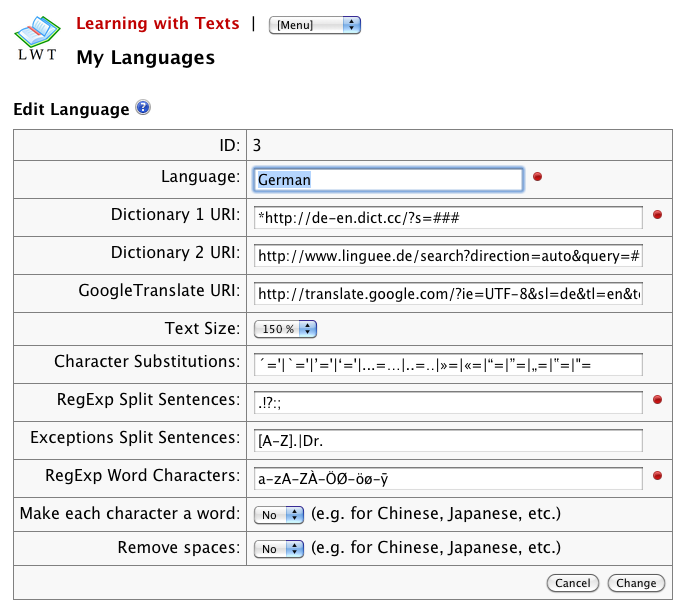 LWT
Learning with Texts | [Menu]
My Languages
Edit Language ?
ID: 3
Language: German
Dictionary 1 URI: *http://de-en.dict.cc/?s=###
Dictionary 2 URI: http://www.linguee.de/search?direction=auto&query=#
GoogleTranslate URI: http://translate.google.com/?ie=UTF-8&sl=de&tl=en&te
Text Size: 150 %
Character Substitutions: ´='|`='|’='|‘='|...=…|..=‥|»=|«=|“=|”=|„=|‟=|"=
RegExp Split Sentences: .!?:;
Exceptions Split Sentences: [A-Z].|Dr.
RegExp Word Characters: a-zA-ZÀ-ÖØ-öø-ȳ
Make each character a word: No (e.g. for Chinese, Japanese, etc.)
Remove spaces: No (e.g. for Chinese, Japanese, etc.)
Cancel Change